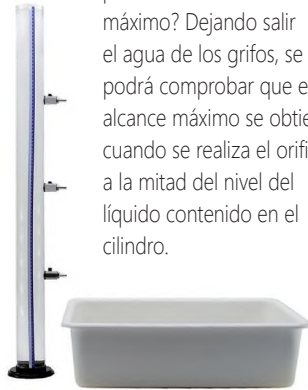 máximo? Dejando salir
el agua de los grifos, se
podrá comprobar que e
alcance máximo se obtie
cuando se realiza el orifi
a la mitad del nivel del
líquido contenido en el
cilindro.